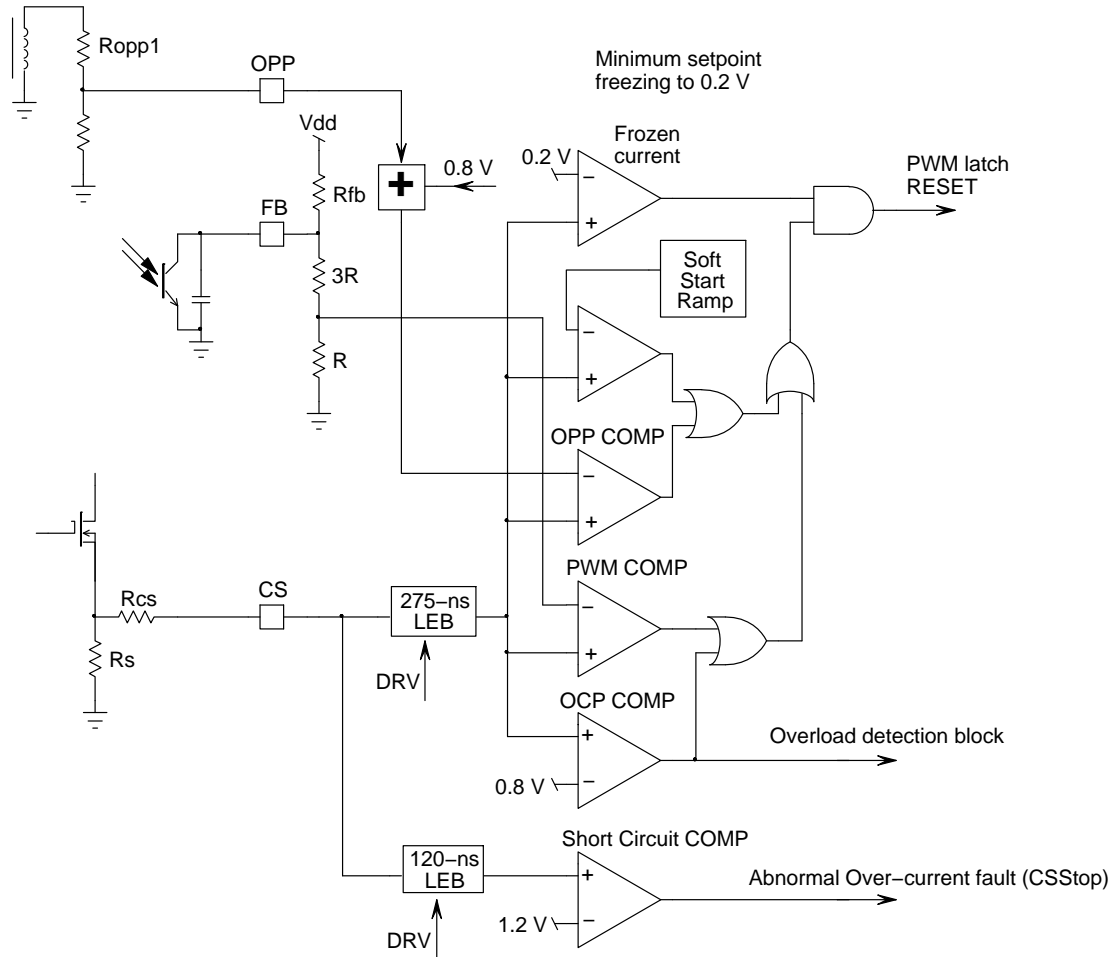 Ropp1
OPP
Minimum setpoint
freezing to 0.2 V
Vdd
0.2 V
Frozen
current
+
0.8 V
PWM latch
RESET
Rfb
−
FB
+
3R
Soft
Start
Ramp
−
R
+
OPP COMP
−
+
PWM COMP
Rcs
CS
275−ns
LEB
−
+
Rs
DRV
OCP COMP
+
Overload detection block
0.8 V
−
Short Circuit COMP
120−ns
LEB
+
Abnormal Over−current fault (CSStop)
1.2 V
−
DRV